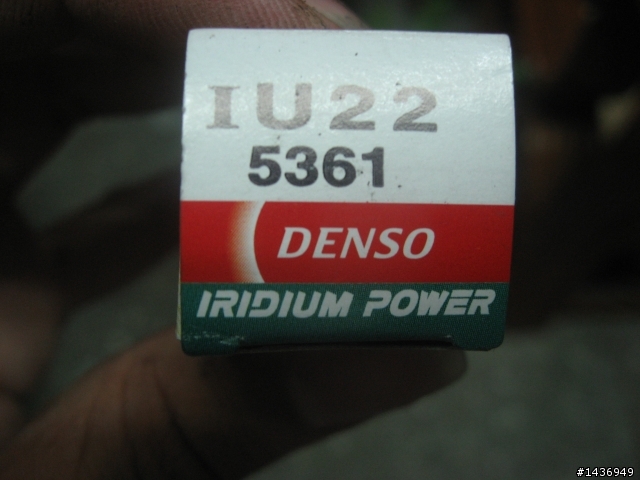 IU22
5361
DENSO
IRIDIUM POWER
#1436949